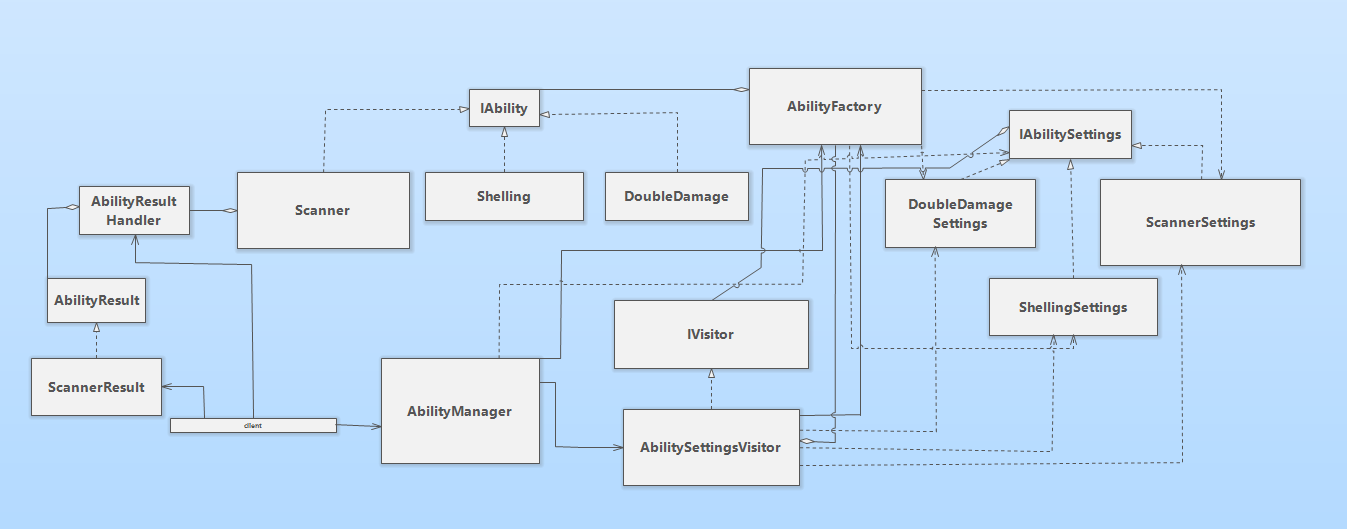 AbilityFactory
IAbility
IAbilitySettings
AbilityResult
Handler
Scanner
Shelling
DoubleDamage
DoubleDamage
Settings
ScannerSettings
AbilityResult
ShellingSettings
IVisitor
ScannerResult
AbilityManager
client
AbilitySettingsVisitor